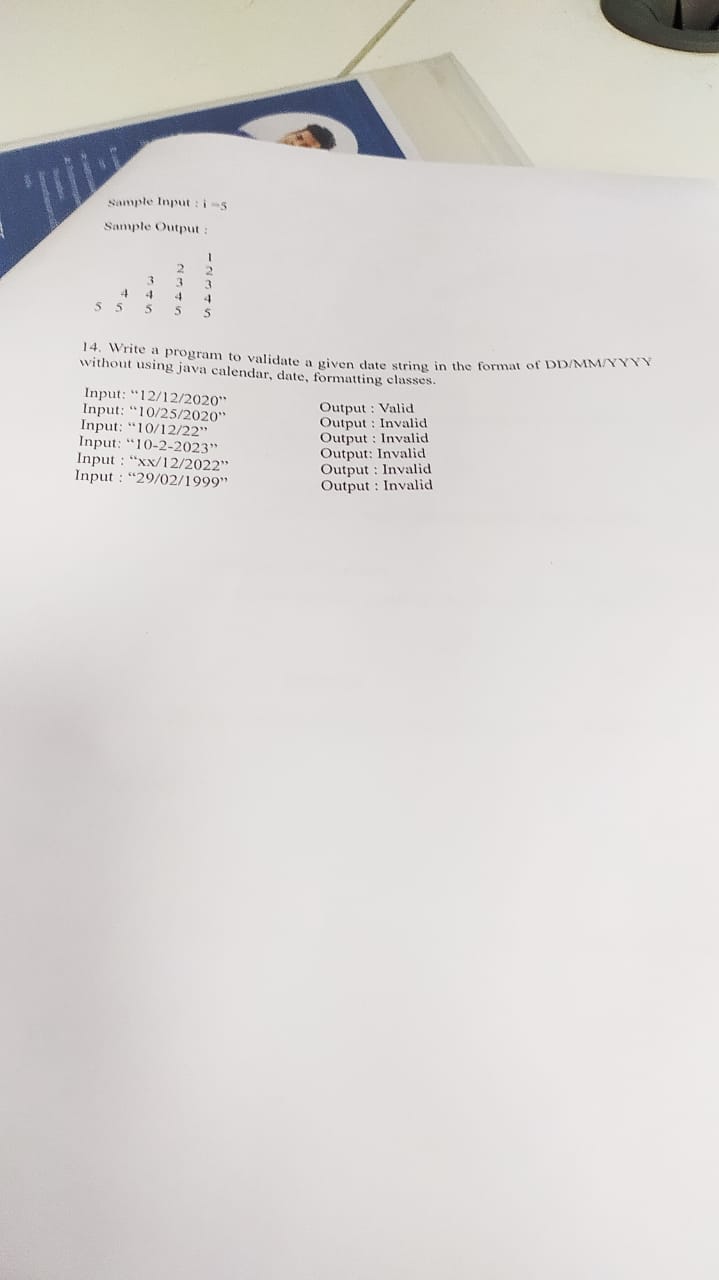 Sample Input : i =5
Sample Output :
1
2 2
3 3 3
4 4 4 4
5 5 5 5 5
14. Write a program to validate a given date string in the format of DD/MM/YYYY
without using java calendar, date, formatting classes.
Input: “12/12/2020” Output : Valid
Input: “10/25/2020” Output : Invalid
Input: “10/12/22” Output : Invalid
Input: “10-2-2023” Output: Invalid
Input : “xx/12/2022” Output : Invalid
Input : “29/02/1999” Output : Invalid